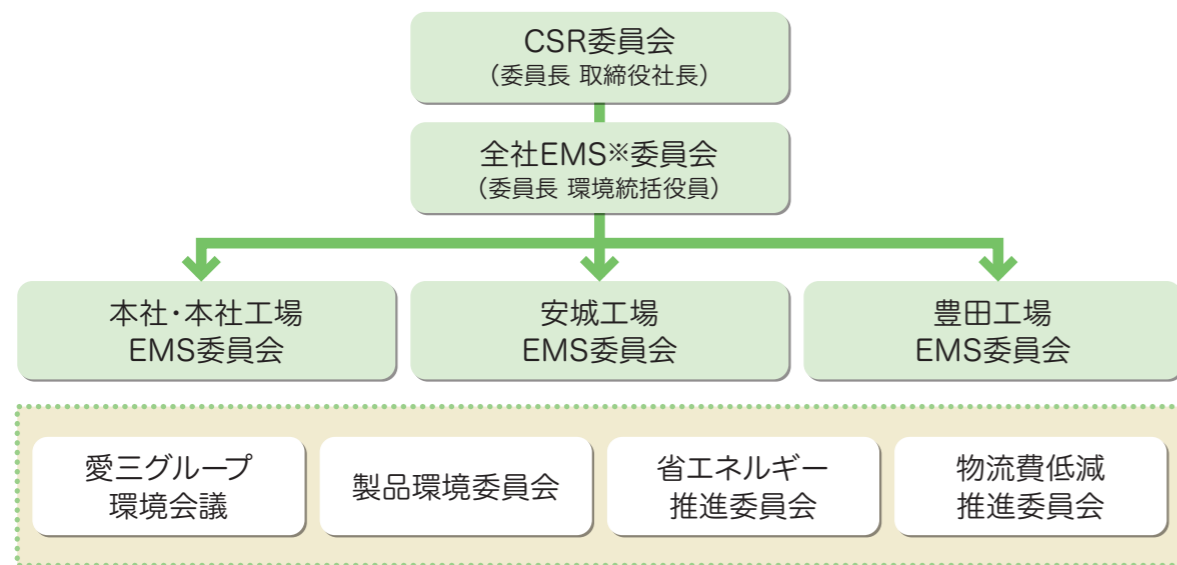 CSR委員会
（委員長 取締役社長）
全社EMS※委員会
（委員長 環境統括役員）
本社・本社工場
EMS委員会
安城工場
EMS委員会
豊田工場
EMS委員会
愛三グループ
環境会議
製品環境委員会
省エネルギー
推進委員会
物流費低減
推進委員会